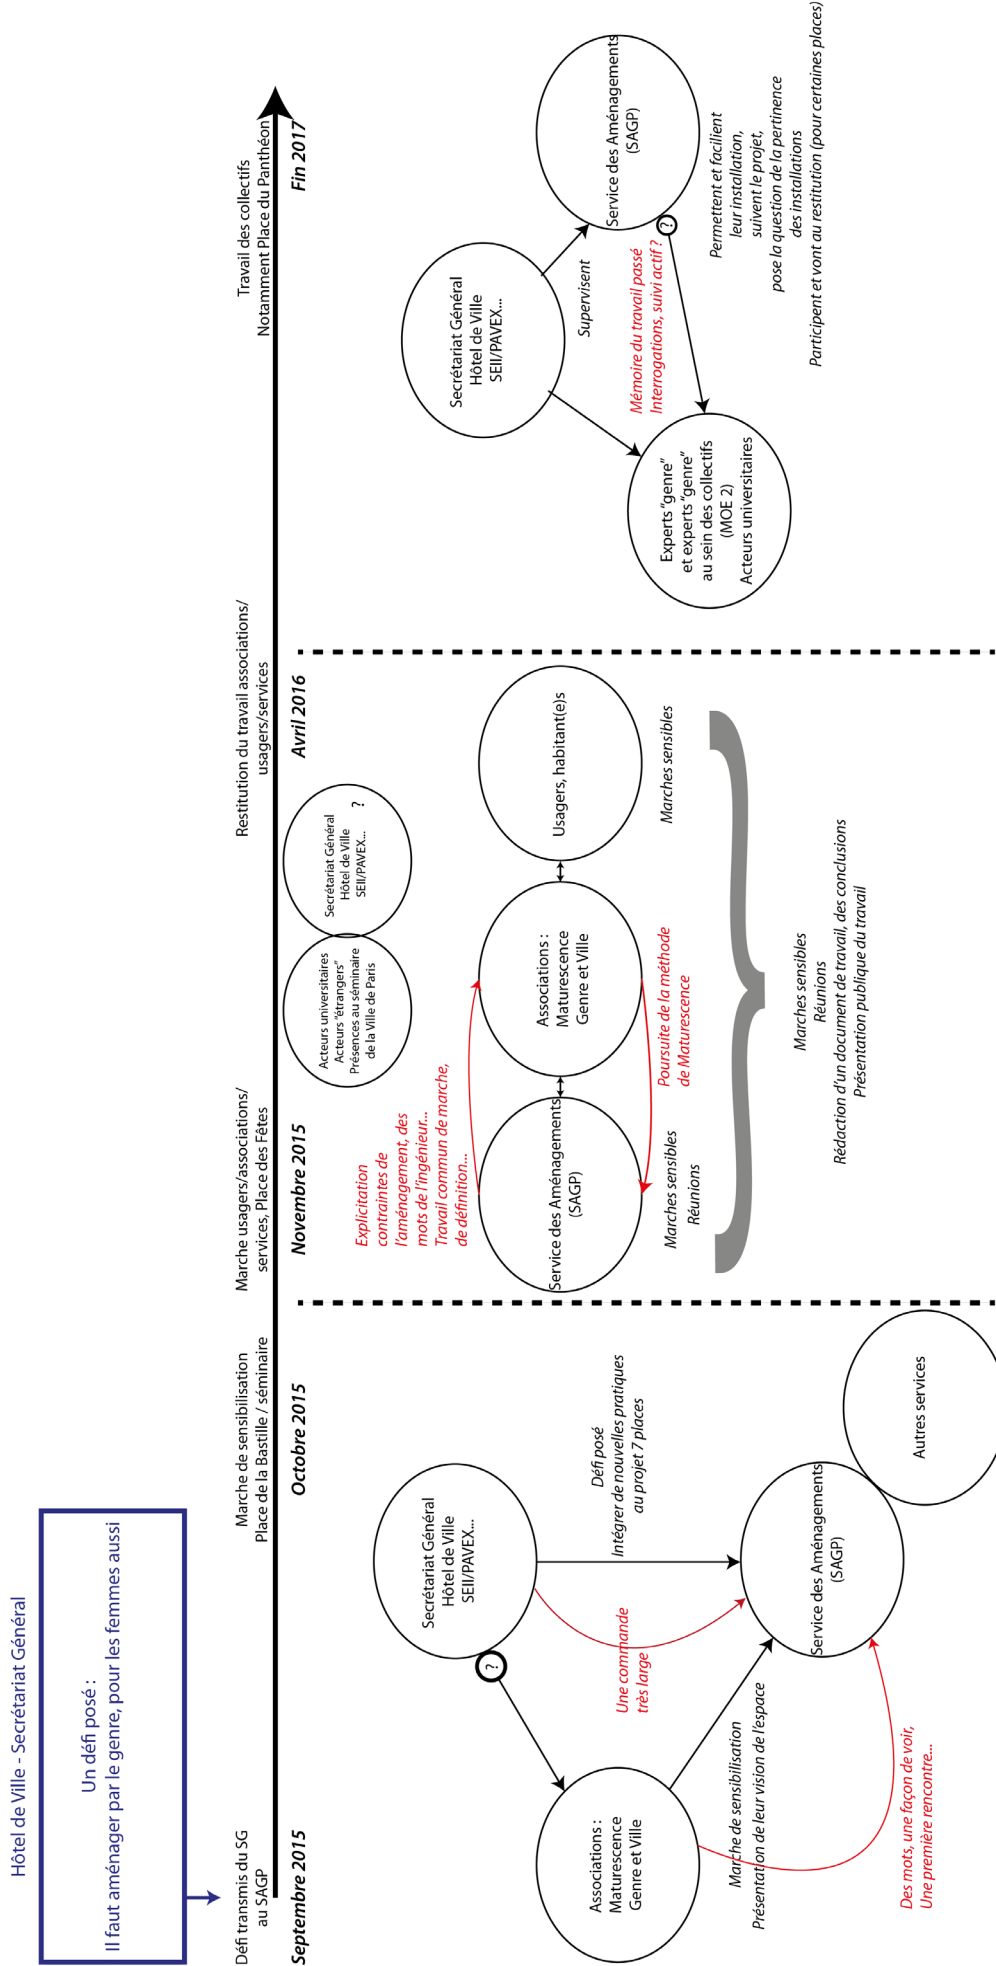 Hôtel de Ville - Secrétariat Général
Un défi posé :
Il faut aménager par le genre, pour les femmes aussi
Défi transmis du SG
au SAGP
Septembre 2015
Marche de sensibilisation
Place de la Bastille / séminaire
Octobre 2015
Marche usagers/associations/
services, Place des Fêtes
Novembre 2015
Restitution du travail associations/
usagers/services
Avril 2016
Travail des collectifs
Notamment Place du Panthéon
Fin 2017
Secrétariat Général
Hôtel de Ville
SEII/PAVEX...
?
Associations :
Maturescence
Genre et Ville
Défi posé
Intégrer de nouvelles pratiques
au projet 7 places
Une commande
très large
Marche de sensibilisation
Présentation de leur vision de l'espace
Service des Aménagements
(SAGP)
Autres services
Des mots, une façon de voir,
Une première rencontre...
Acteurs universitaires
Acteurs "étrangers"
Présences au séminaire
de la Ville de Paris
Secrétariat Général
Hôtel de Ville
SEII/PAVEX...
?
Explicitation
contraintes de
l'aménagement, des
mots de l'ingénieur...
Travail commun de marche,
de définition...
Service des Aménagements
(SAGP)
Associations :
Maturescence
Genre et Ville
Usagers, habitant(e)s
Marches sensibles
Réunions
Poursuite de la méthode
de Maturescence
Marches sensibles
Marches sensibles
Réunions
Rédaction d'un document de travail, des conclusions
Présentation publique du travail
Secrétariat Général
Hôtel de Ville
SEII/PAVEX...
Supervisent
Service des Aménagements
(SAGP)
?
Mémoire du travail passé
Interrogations, suivi actif ?
Experts "genre"
et experts "genre"
au sein des collectifs
(MOE 2)
Acteurs universitaires
Permettent et facilient
leur installation,
suivent le projet,
pose la question de la pertinence
des installations
Participent et vont au restitution (pour certaines places)